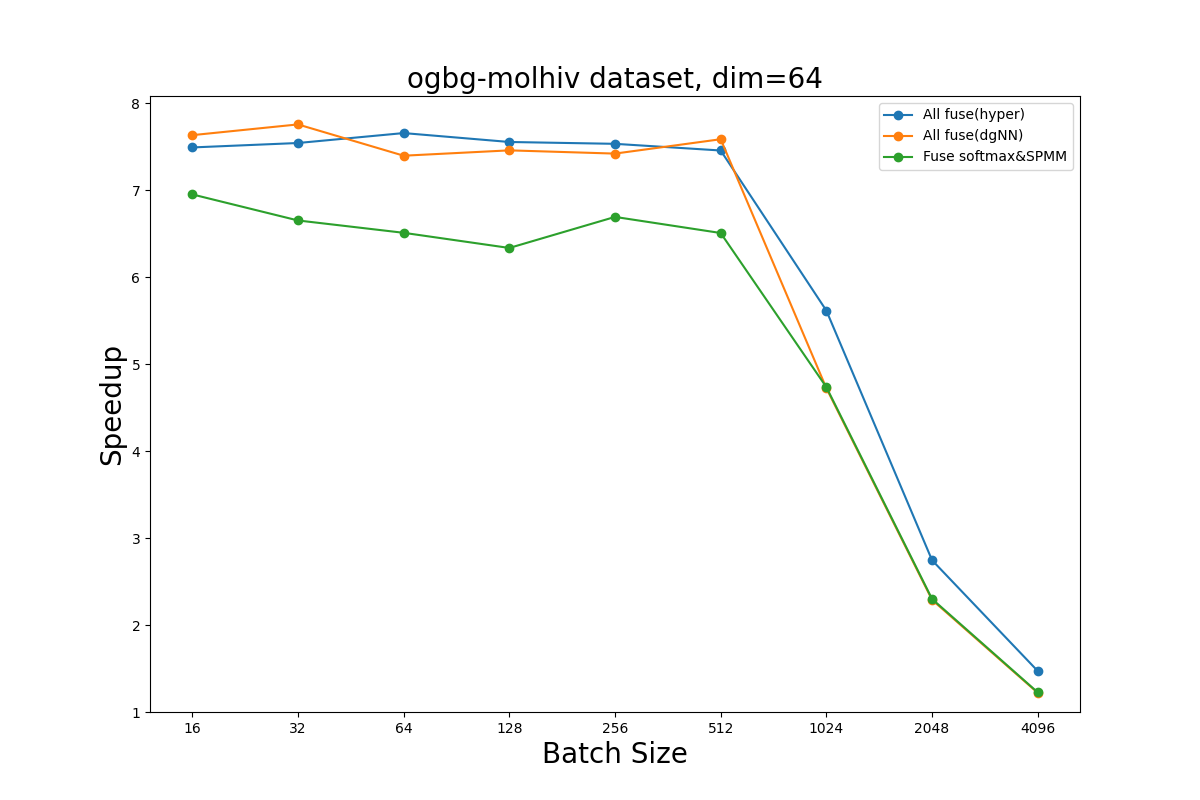 ogbg-molhiv dataset, dim=64
All fuse(hyper)
All fuse(dgNN)
Fuse softmax&SPMM
Speedup
8
7
6
5
4
3
2
1
16 32 64 128 256 512 1024 2048 4096
Batch Size